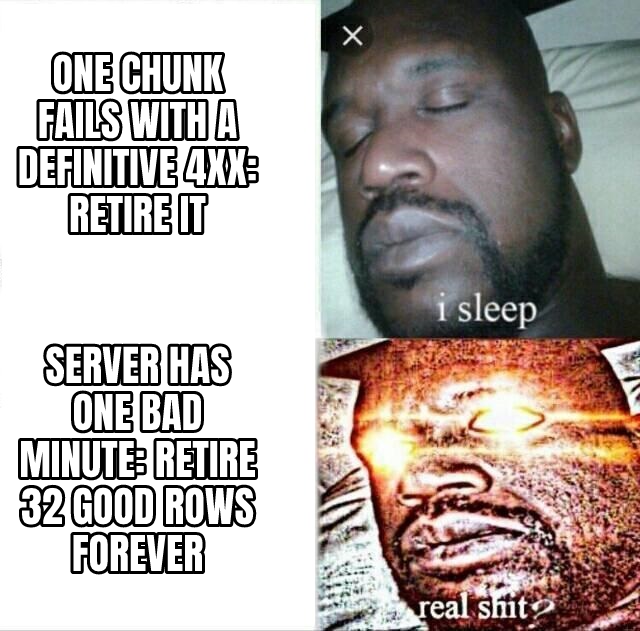 ONE CHUNK
FAILS WITH A
DEFINITIVE 4XX:
RETIRE IT
i sleep
SERVER HAS
ONE BAD
MINUTE: RETIRE
32 GOOD ROWS
FOREVER
real shit?